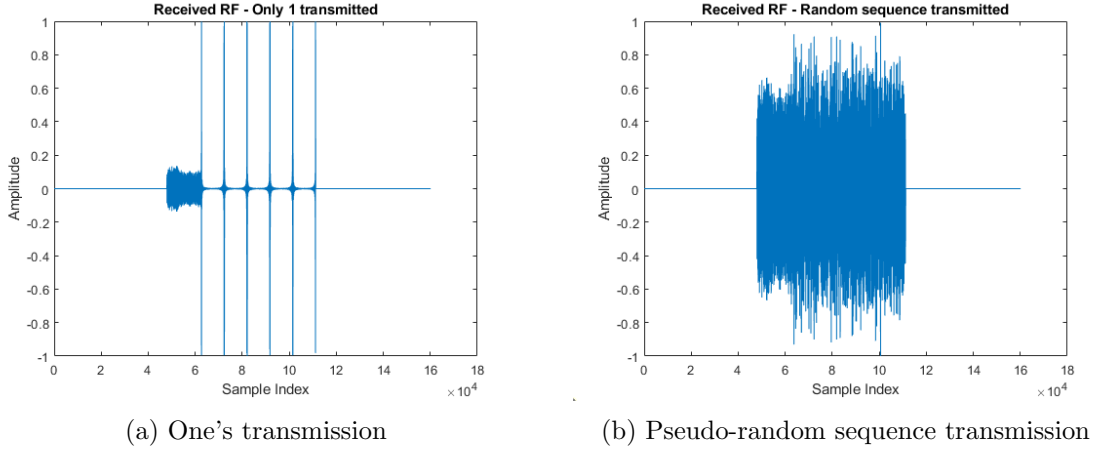 Received RF - Only 1 transmitted
1
0.8
0.6
0.4
0.2
0
-0.2
-0.4
-0.6
-0.8
-1
Amplitude
0 2 4 6 8 10 12 14 16 18
Sample Index
×10^4
(a) One's transmission
Received RF - Random sequence transmitted
1
0.8
0.6
0.4
0.2
0
-0.2
-0.4
-0.6
-0.8
-1
Amplitude
0 2 4 6 8 10 12 14 16 18
Sample Index
×10^4
(b) Pseudo-random sequence transmission